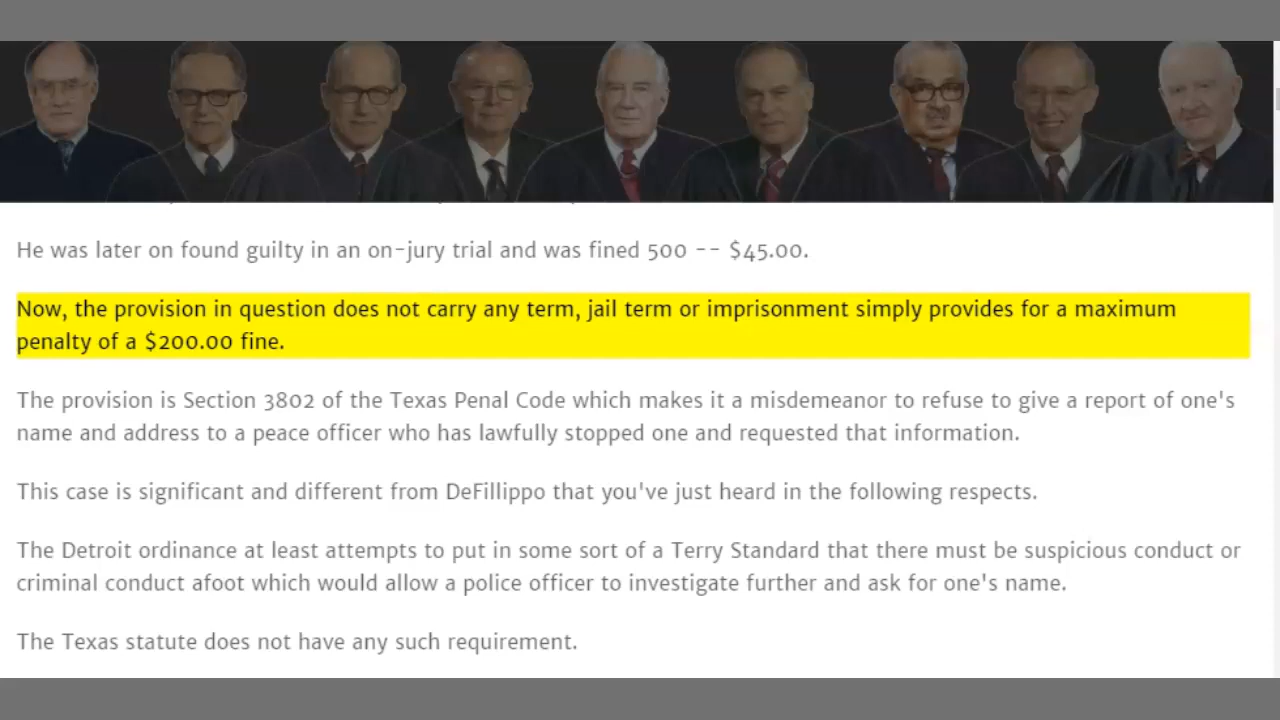 He was later on found guilty in an on-jury trial and was fined 500 -- $45.00.
Now, the provision in question does not carry any term, jail term or imprisonment simply provides for a maximum
penalty of a $200.00 fine.
The provision is Section 3802 of the Texas Penal Code which makes it a misdemeanor to refuse to give a report of one's
name and address to a peace officer who has lawfully stopped one and requested that information.
This case is significant and different from DeFillippo that you've just heard in the following respects.
The Detroit ordinance at least attempts to put in some sort of a Terry Standard that there must be suspicious conduct or
criminal conduct afoot which would allow a police officer to investigate further and ask for one's name.
The Texas statute does not have any such requirement.